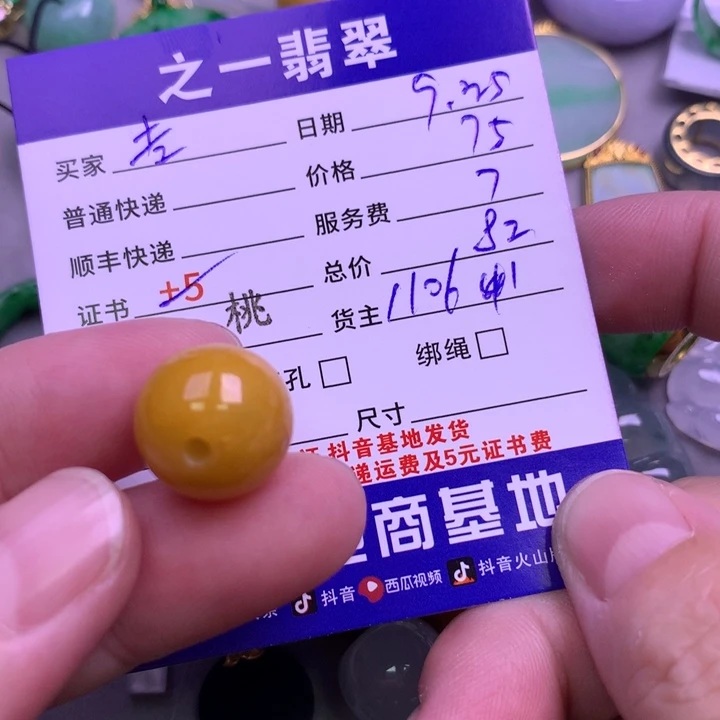 之一翡翠
买家 日期 9.25
普通快递 价格 75
顺丰快递 服务费 7
证书 +5 总价 82
桃 货主 1106
孔 □ 绑绳 □
尺寸
抖音基地发货
递运费及5元证书费
商基地
抖音 西瓜视频 抖音火山